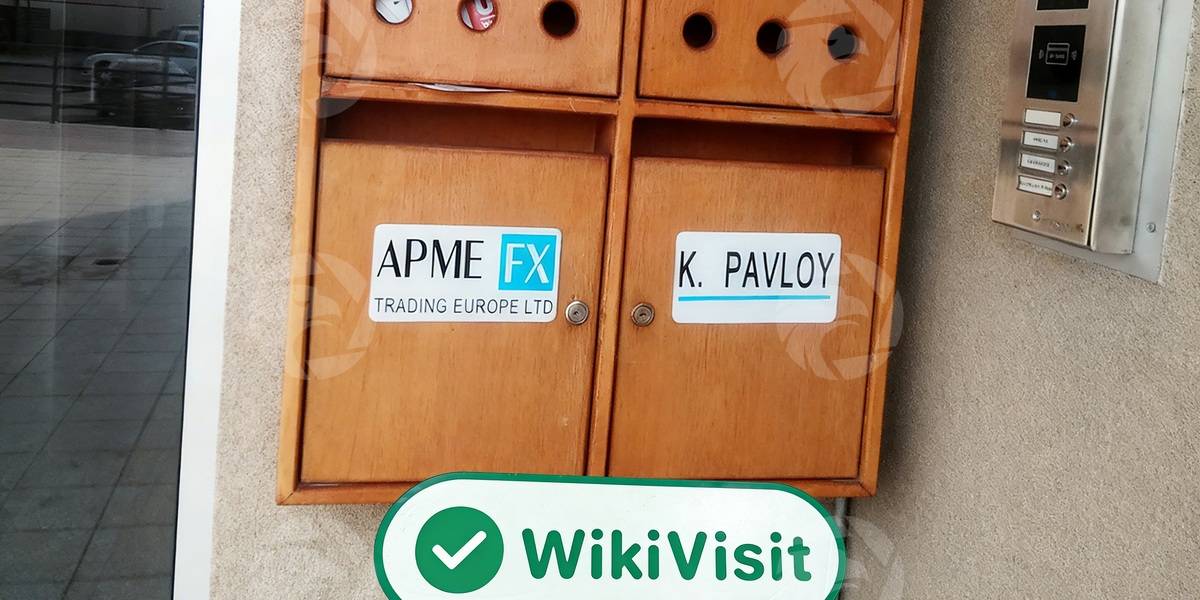 APME FX
TRADING EUROPE LTD
K. PAVLOY
WikiVisit